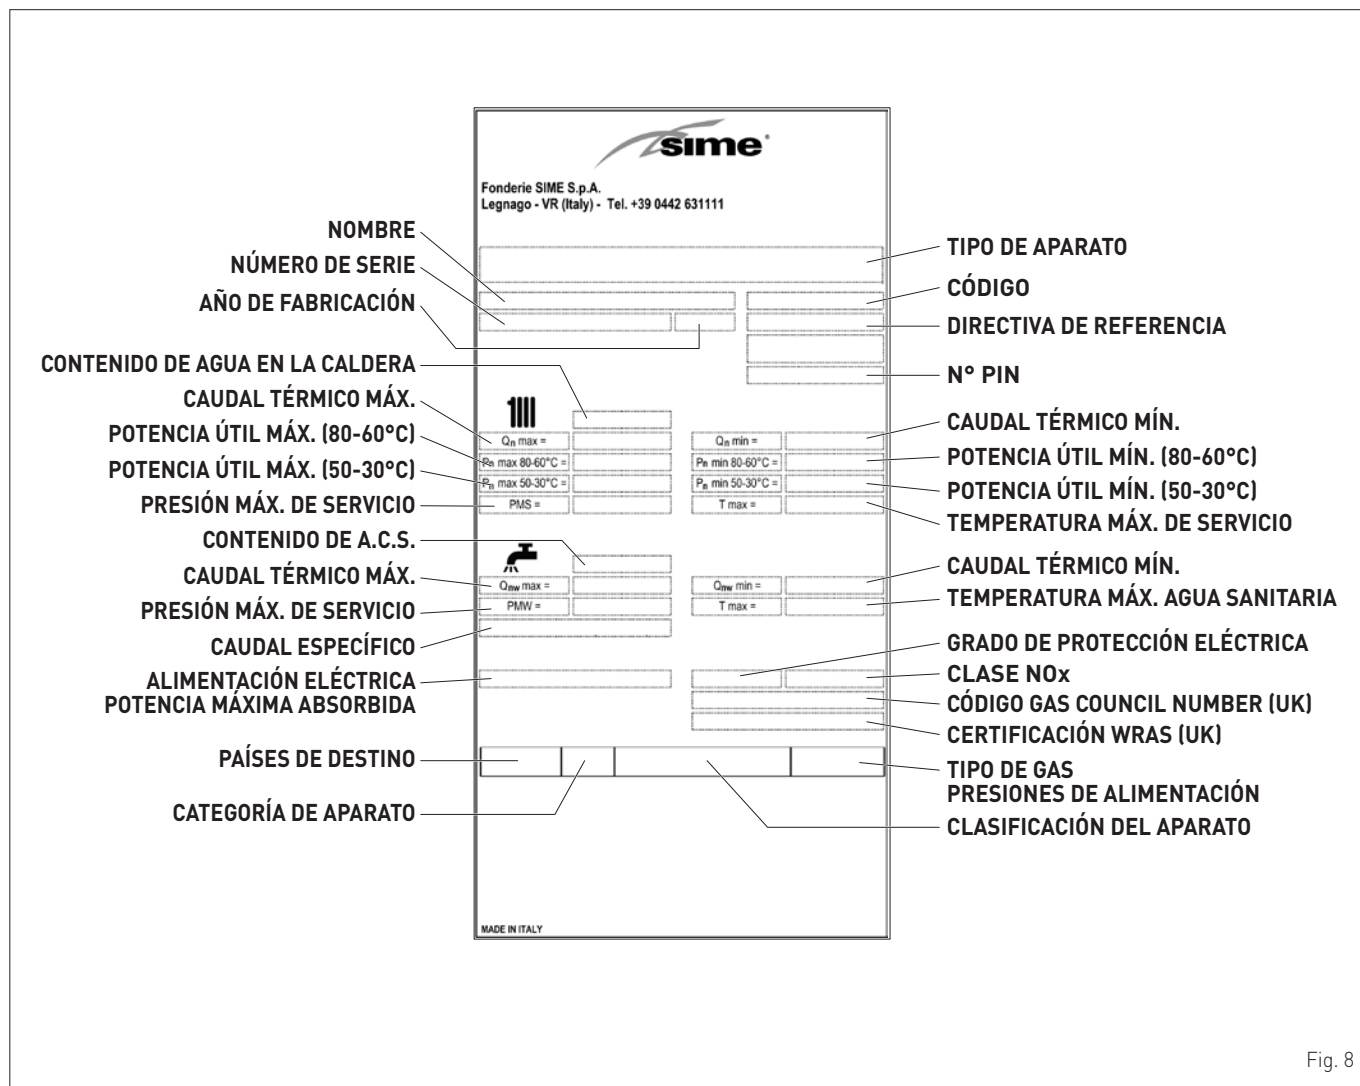 sime®
Fonderie SIME S.p.A.
Legnago - VR (Italy) - Tel. +39 0442 631111
NOMBRE
NÚMERO DE SERIE
AÑO DE FABRICACIÓN
CONTENIDO DE AGUA EN LA CALDERA
CAUDAL TÉRMICO MÁX.
POTENCIA ÚTIL MÁX. (80-60°C)
POTENCIA ÚTIL MÁX. (50-30°C)
PRESIÓN MÁX. DE SERVICIO
CONTENIDO DE A.C.S.
CAUDAL TÉRMICO MÁX.
PRESIÓN MÁX. DE SERVICIO
CAUDAL ESPECÍFICO
ALIMENTACIÓN ELÉCTRICA
POTENCIA MÁXIMA ABSORBIDA
PAÍSES DE DESTINO
CATEGORÍA DE APARATO
Qn max =
Pn max 80-60°C =
Pn max 50-30°C =
PMS =
Qnw max =
PMW =
Qn min =
Pn min 80-60°C =
Pn min 50-30°C =
T max =
Qnw min =
T max =
TIPO DE APARATO
CÓDIGO
DIRECTIVA DE REFERENCIA
N° PIN
CAUDAL TÉRMICO MÍN.
POTENCIA ÚTIL MÍN. (80-60°C)
POTENCIA ÚTIL MÍN. (50-30°C)
TEMPERATURA MÁX. DE SERVICIO
CAUDAL TÉRMICO MÍN.
TEMPERATURA MÁX. AGUA SANITARIA
GRADO DE PROTECCIÓN ELÉCTRICA
CLASE NOx
CÓDIGO GAS COUNCIL NUMBER (UK)
CERTIFICACIÓN WRAS (UK)
TIPO DE GAS
PRESIONES DE ALIMENTACIÓN
CLASIFICACIÓN DEL APARATO
MADE IN ITALY
Fig. 8